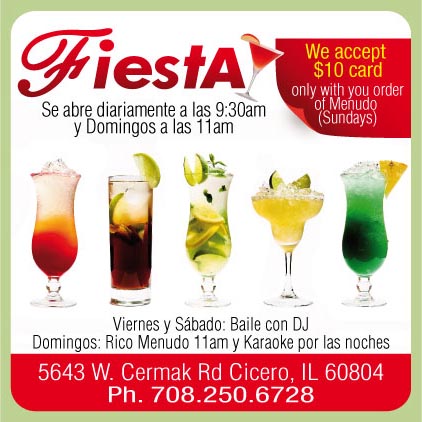 FiestA
We accept
$10 card
only with you order
of Menudo
(Sundays)
Se abre diariamente a las 9:30am
y Domingos a las 11am
Viernes y Sábado: Baile con DJ
Domingos: Rico Menudo 11am y Karaoke por las noches
5643 W. Cermak Rd Cicero, IL 60804
Ph. 708.250.6728